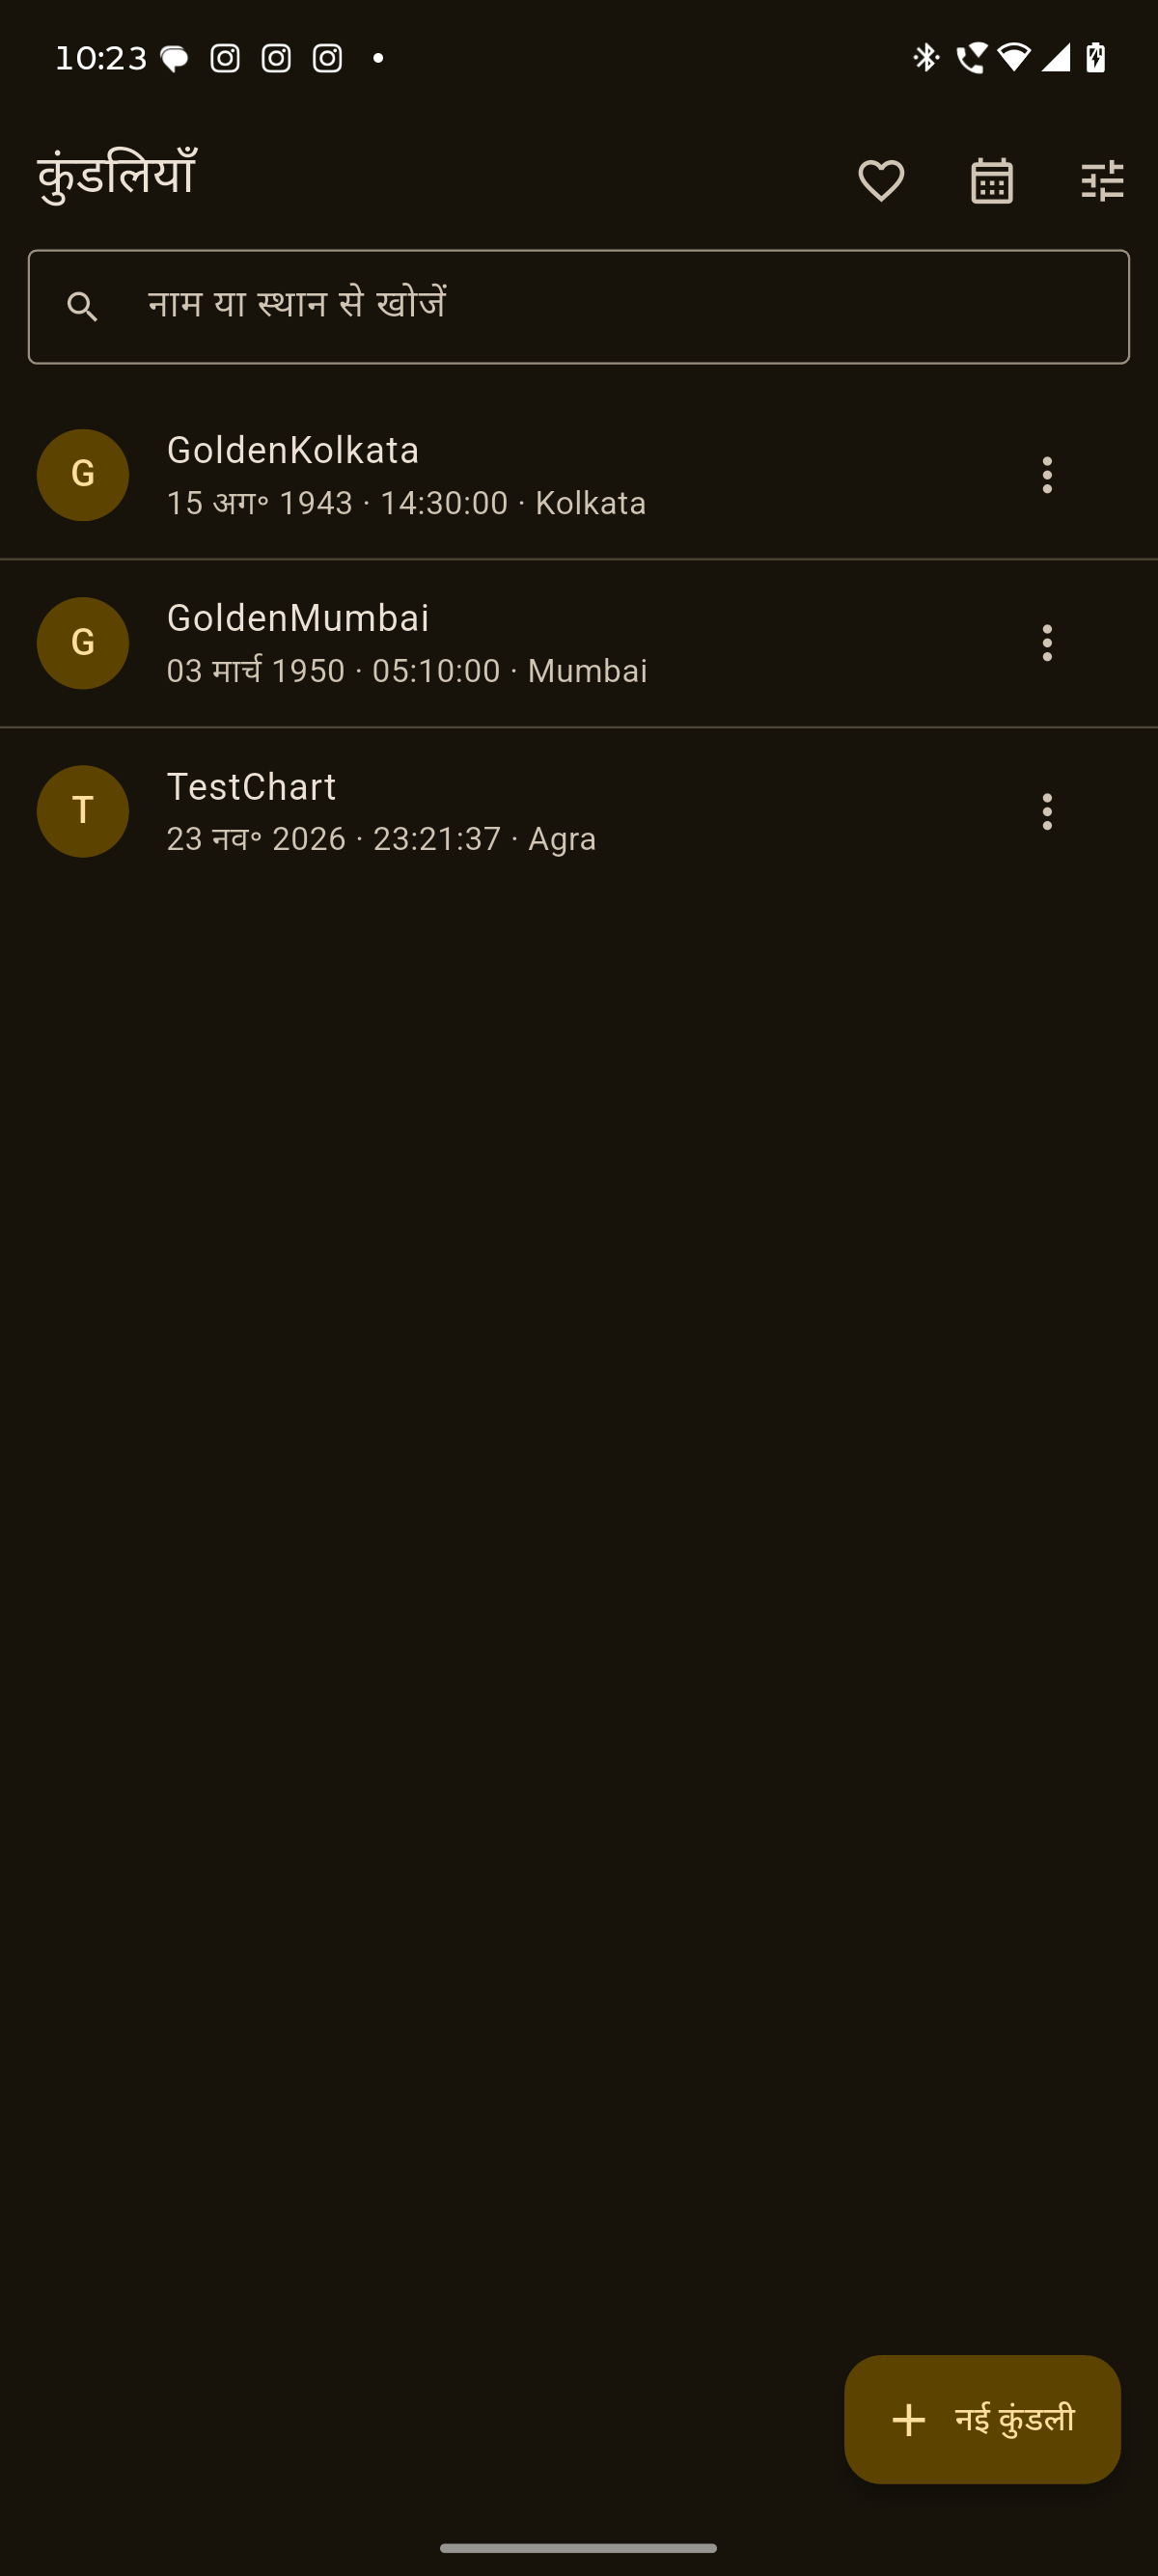 10:23
कुंडलियाँ
नाम या स्थान से खोजें
G
GoldenKolkata
15 अग॰ 1943 · 14:30:00 · Kolkata
G
GoldenMumbai
03 मार्च 1950 · 05:10:00 · Mumbai
T
TestChart
23 नव॰ 2026 · 23:21:37 · Agra
नई कुंडली